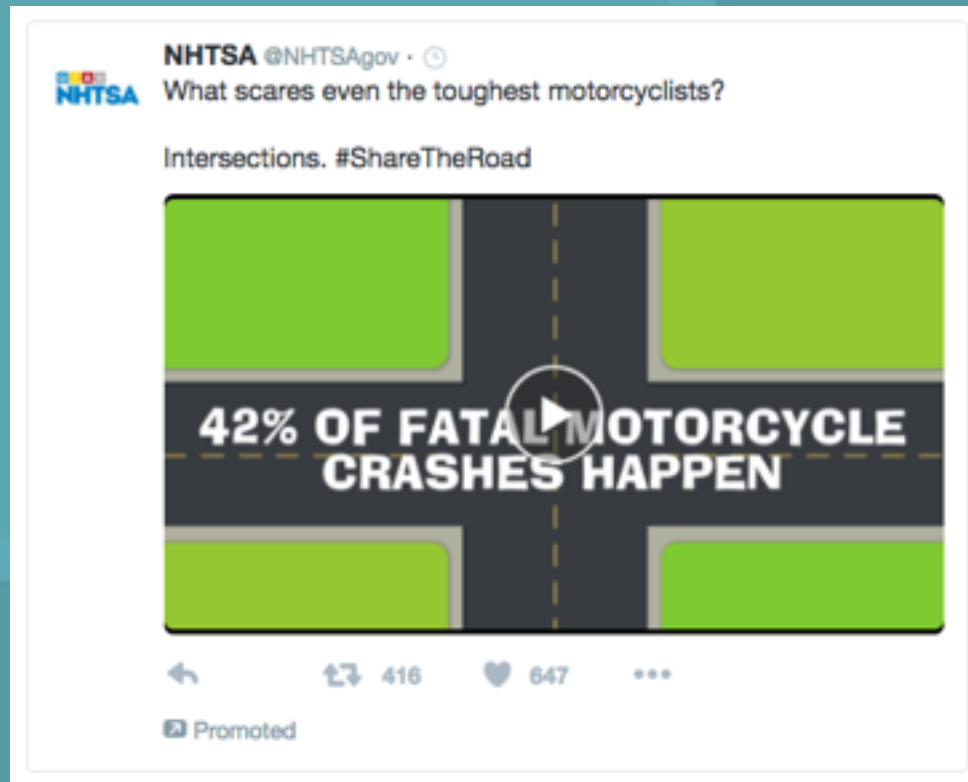 NHTSA @NHTSAgov ·
What scares even the toughest motorcyclists?
Intersections. #ShareTheRoad
NHTSA
42% OF FATAL MOTORCYCLE
CRASHES HAPPEN
416 647
Promoted